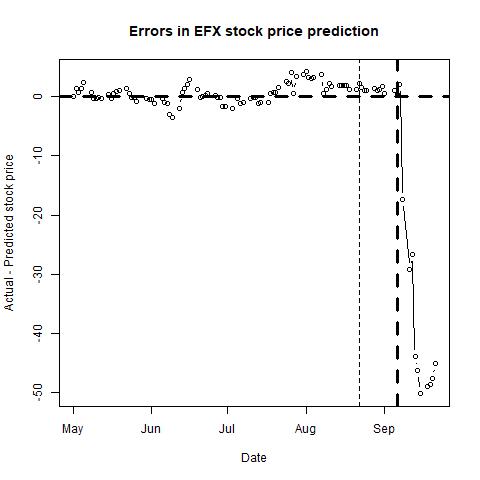 Errors in EFX stock price prediction
Actual - Predicted stock price
0
-10
-20
-30
-40
-50
May Jun Jul Aug Sep
Date